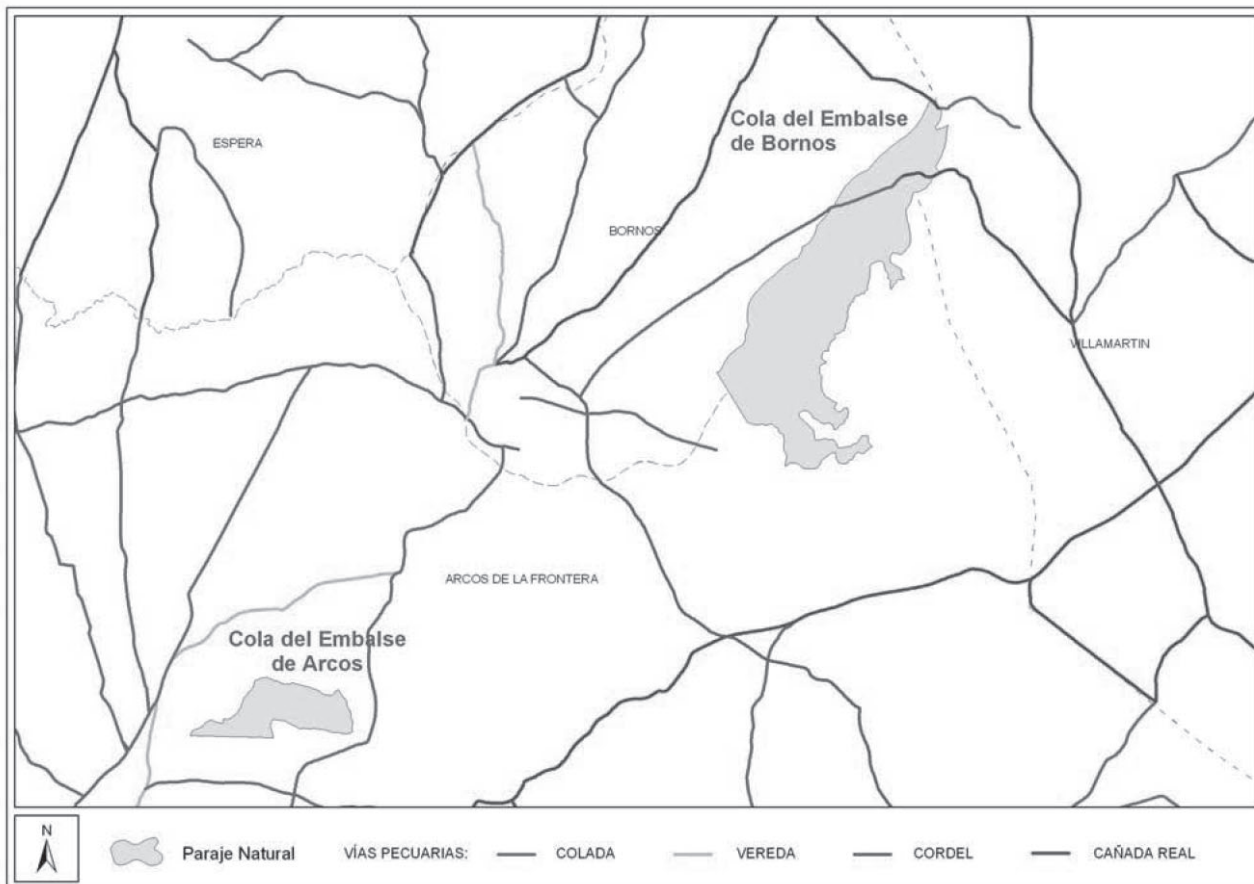 Cola del Embalse
de Bornos
ESPERA
BORNOS
VILLAMARTIN
ARCOS DE LA FRONTERA
Cola del Embalse
de Arcos
N
Paraje Natural
VÍAS PECUARIAS:
COLADA
VEREDA
CORDEL
CAÑADA REAL